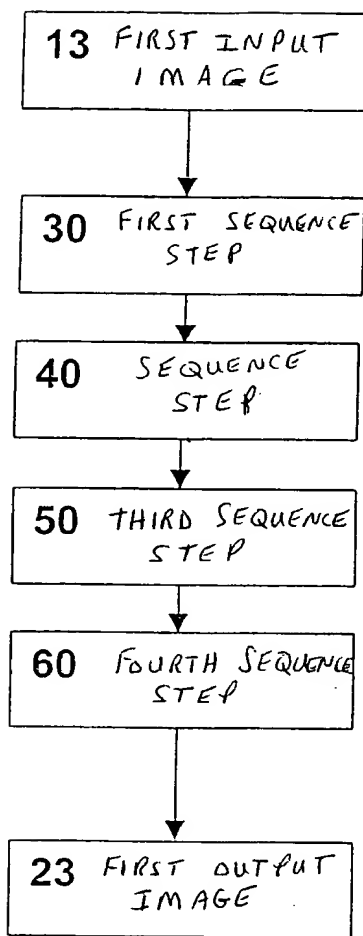 13 FIRST INPUT
IMAGE
30 FIRST SEQUENCE
STEP
40 SEQUENCE
STEP
50 THIRD SEQUENCE
STEP
60 FOURTH SEQUENCE
STEP
23 FIRST OUTPUT
IMAGE